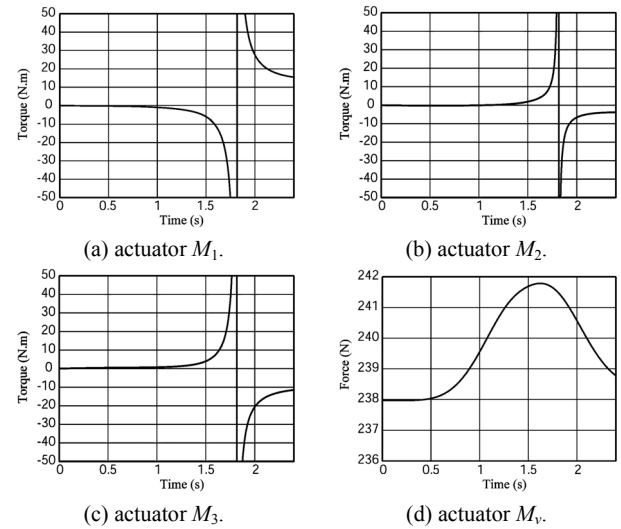 50
40
30
20
10
0
-10
-20
-30
-40
-50
Torque (N.m)
0 0.5 1 1.5 2
Time (s)
(a) actuator M1.
50
40
30
20
10
0
-10
-20
-30
-40
-50
Torque (N.m)
0 0.5 1 1.5 2
Time (s)
(b) actuator M2.
50
40
30
20
10
0
-10
-20
-30
-40
-50
Torque (N.m)
0 0.5 1 1.5 2
Time (s)
(c) actuator M3.
242
241
240
239
238
237
236
Force (N)
0 0.5 1 1.5 2
Time (s)
(d) actuator Mv.